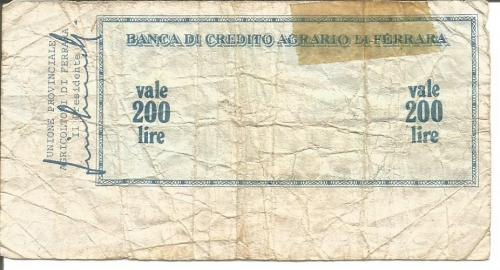 BANCA DI CREDITO AGRARIO DI FERRARA
vale
200
lire
vale
200
lire
UNIONE PROVINCIALE
AGRICOLTORI DI FERRARA
Il Presidente